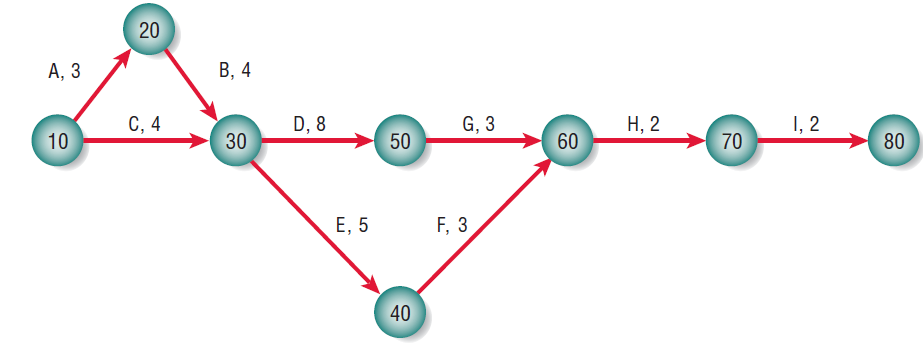 20
A, 3
B, 4
10
C, 4
30
D, 8
50
G, 3
60
H, 2
70
I, 2
80
E, 5
F, 3
40